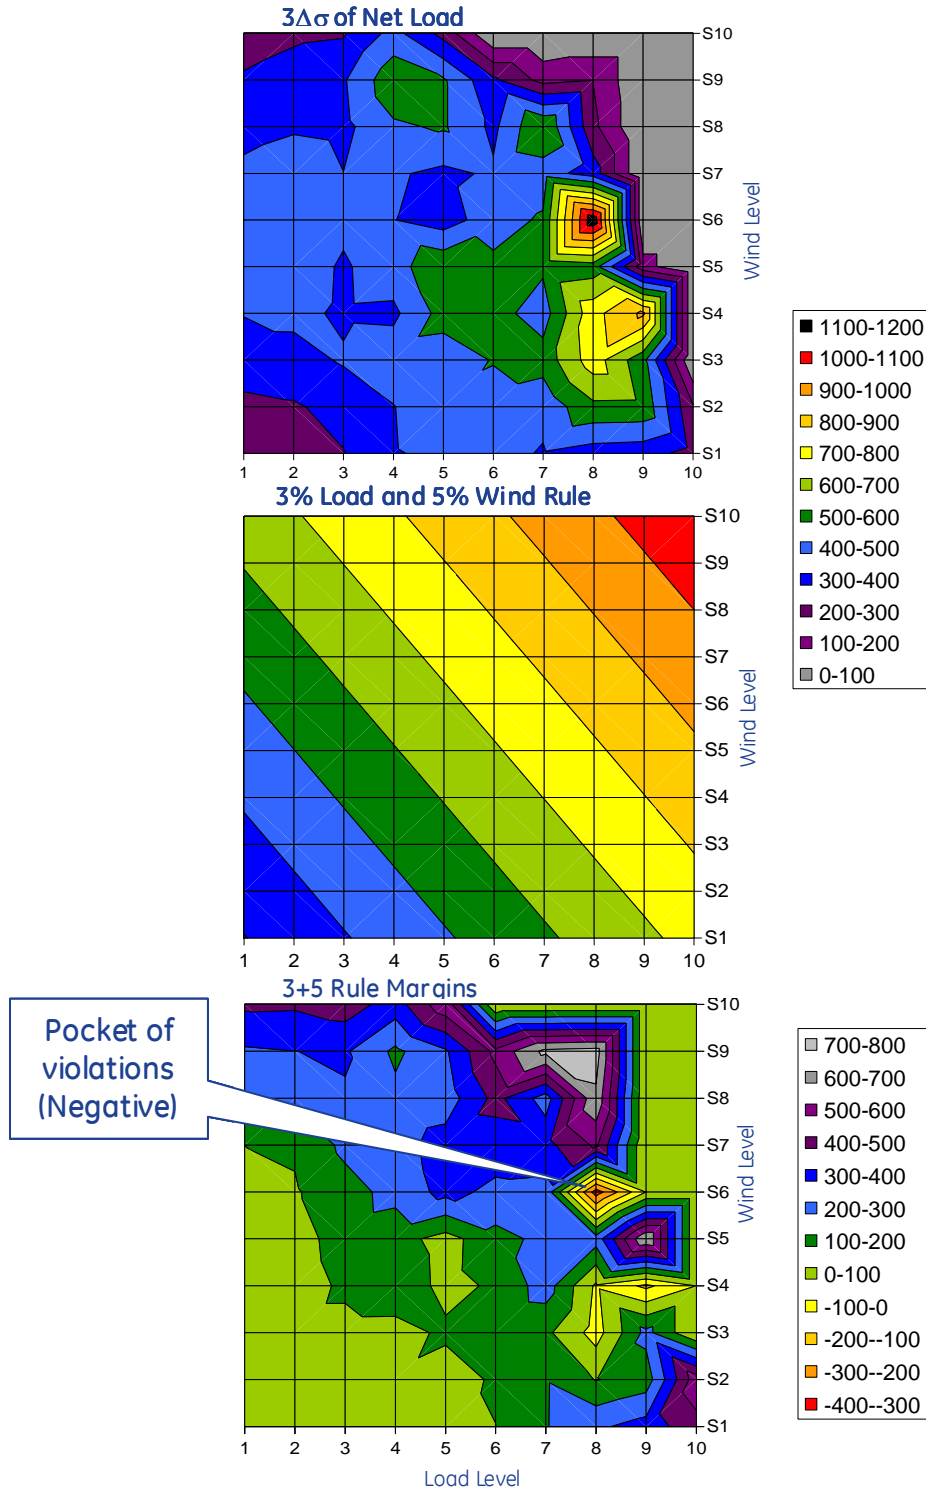 3Δσ of Net Load
S10
S9
S8
S7
S6
S5
S4
S3
S2
S1
1 2 3 4 5 6 7 8 9 10
Wind Level
1100-1200
1000-1100
900-1000
800-900
700-800
600-700
500-600
400-500
300-400
200-300
100-200
0-100
3% Load and 5% Wind Rule
S10
S9
S8
S7
S6
S5
S4
S3
S2
S1
1 2 3 4 5 6 7 8 9 10
Wind Level
3+5 Rule Margins
Pocket of
violations
(Negative)
S10
S9
S8
S7
S6
S5
S4
S3
S2
S1
1 2 3 4 5 6 7 8 9 10
Wind Level
Load Level
700-800
600-700
500-600
400-500
300-400
200-300
100-200
0-100
-100-0
-200--100
-300--200
-400--300